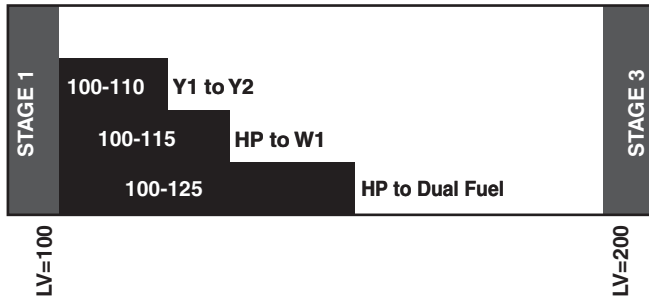 STAGE 1
100-110 Y1 to Y2
100-115 HP to W1
100-125 HP to Dual Fuel
STAGE 3
LV=100
LV=200